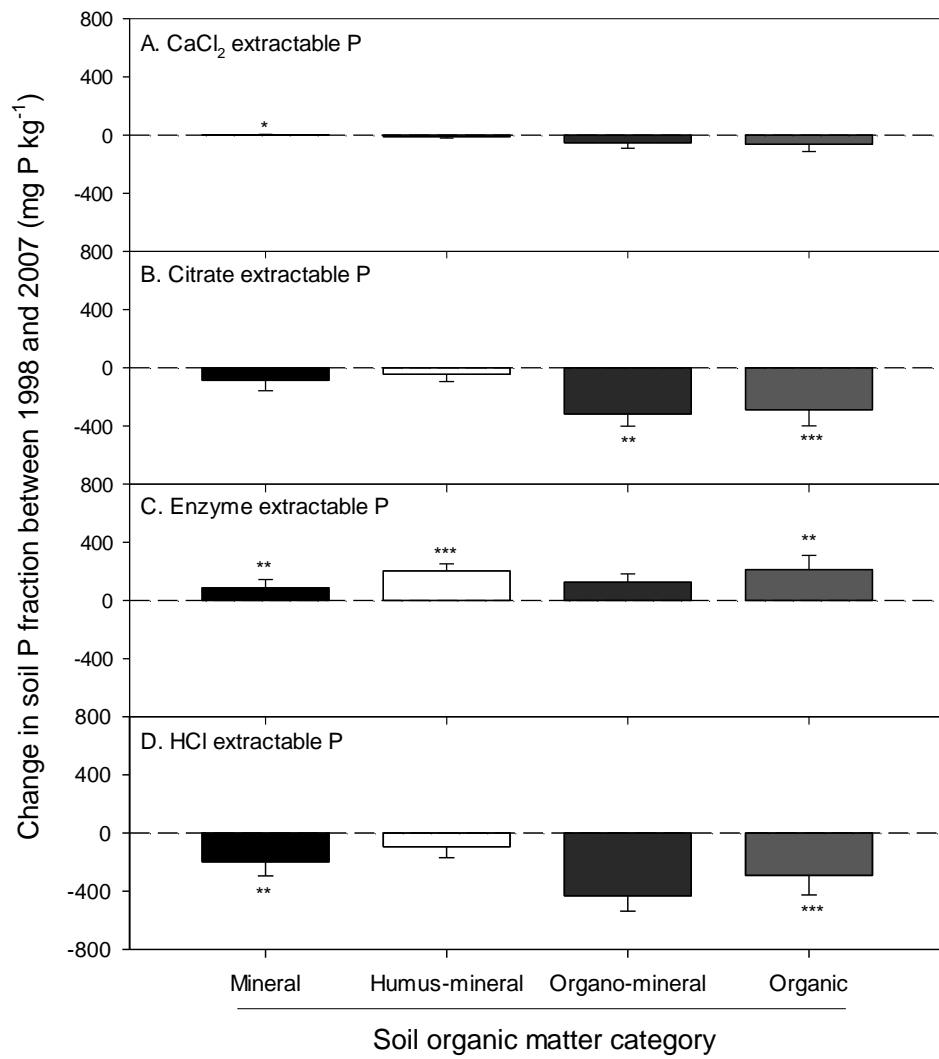 Change in soil P fraction between 1998 and 2007 (mg P kg⁻¹)
800
A. CaCl₂ extractable P
400
*
0
-400
800
B. Citrate extractable P
400
0
-400
**
***
800
C. Enzyme extractable P
400
**
***
**
0
-400
800
D. HCl extractable P
400
0
-400
**
***
-800
Mineral
Humus-mineral
Organo-mineral
Organic
Soil organic matter category